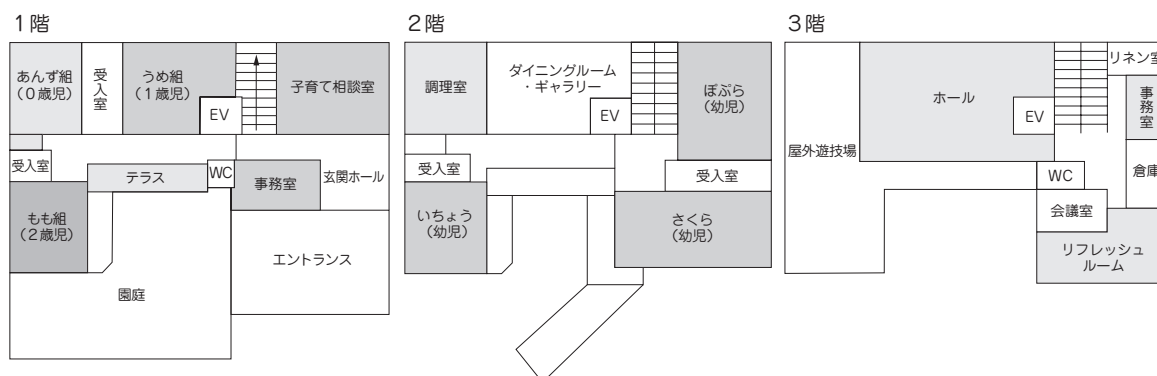 1階
あんず組
（0歳児）
受
入
室
うめ組
（1歳児）
EV
子育て相談室
受入室
テラス
WC
事務室
玄関ホール
もも組
（2歳児）
エントランス
園庭
2階
調理室
ダイニングルーム
・ギャラリー
EV
ぽぷら
（幼児）
受入室
受入室
いちょう
（幼児）
さくら
（幼児）
3階
リネン室
ホール
事
務
室
EV
屋外遊技場
WC
倉庫
会議室
リフレッシュ
ルーム